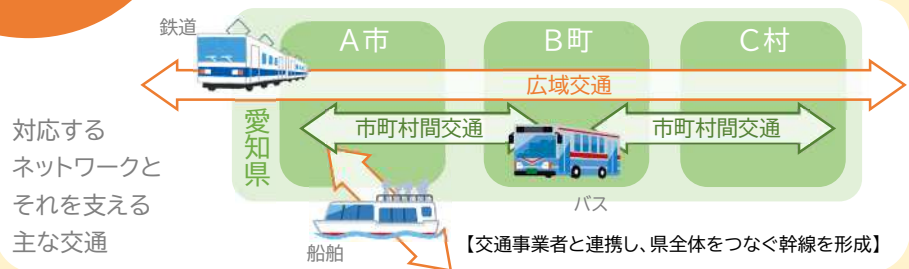 鉄道
A市
B町
C村
広域交通
愛知県
市町村間交通
市町村間交通
対応する
ネットワークと
それを支える
主な交通
バス
船舶
【交通事業者と連携し、県全体をつなぐ幹線を形成】